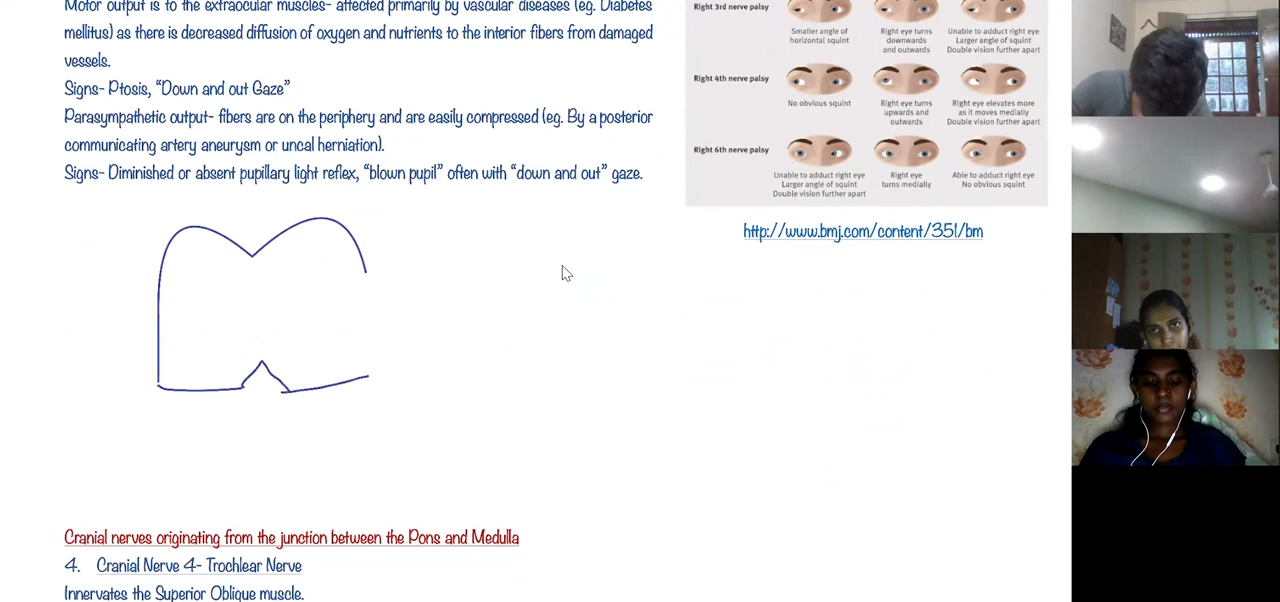 Motor output is to the extraocular muscles- affected primarily by vascular diseases (eg. Diabetes
mellitus) as there is decreased diffusion of oxygen and nutrients to the interior fibers from damaged
vessels.
Signs- Ptosis, “Down and out Gaze”
Parasympathetic output- fibers are on the periphery and are easily compressed (eg. By a posterior
communicating artery aneurysm or uncal herniation).
Signs- Diminished or absent pupillary light reflex, “blown pupil” often with “down and out” gaze.
Right 3rd nerve palsy
Smaller angle of
horizontal squint
Right eye turns
downwards
and outwards
Unable to adduct right eye
Larger angle of squint
Double vision further apart
Right 4th nerve palsy
No obvious squint
Right eye turns
upwards and
outwards
Right eye elevates more
as it moves medially
Double vision further apart
Right 6th nerve palsy
Unable to adduct right eye
Larger angle of squint
Double vision further apart
Right eye
turns medially
Able to adduct right eye
No obvious squint
http://www.bmj.com/content/351/bm
Cranial nerves originating from the junction between the Pons and Medulla
4. Cranial Nerve 4- Trochlear Nerve
Innervates the Superior Oblique muscle.